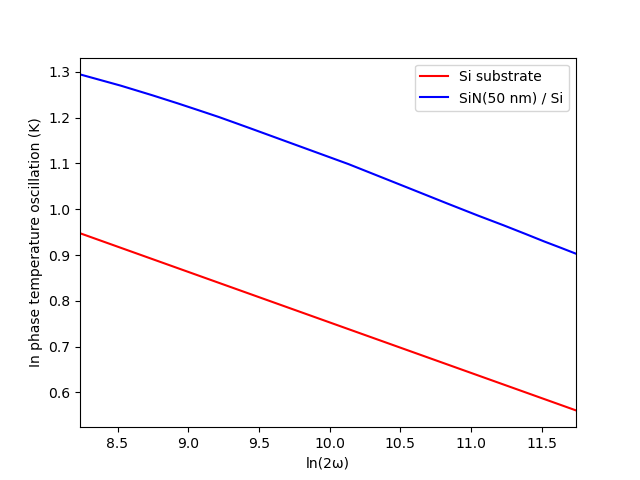 1.3
1.2
1.1
1.0
0.9
0.8
0.7
0.6
In phase temperature oscillation (K)
Si substrate
SiN(50 nm) / Si
8.5 9.0 9.5 10.0 10.5 11.0 11.5
ln(2ω)